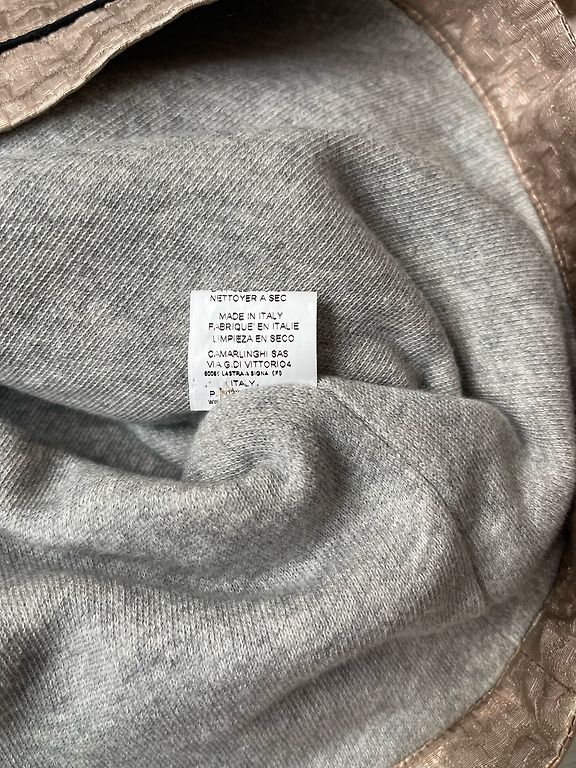 NETTOYER A SEC
MADE IN ITALY
FABRIQUE' EN ITALIE
LIMPIEZA EN SECO
CAMARLINGHI SAS
VIA G.DI VITTORIO4
LASTRA A SIGNA (FI)
ITALY